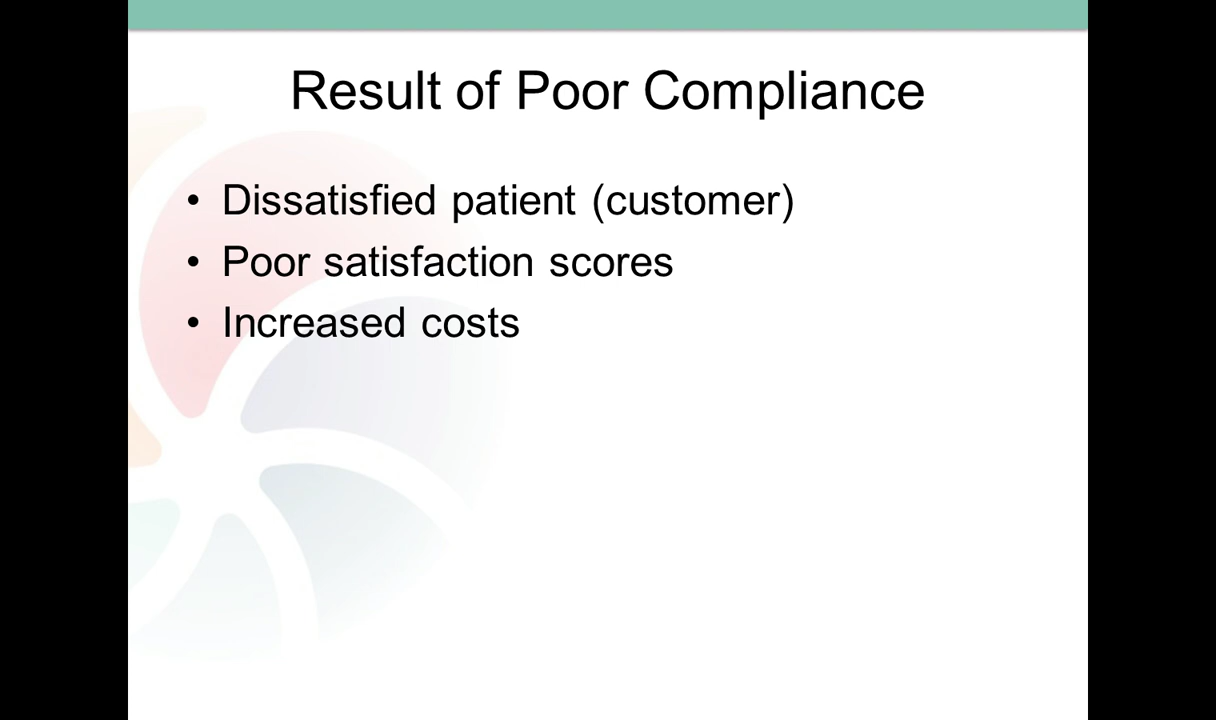 Result of Poor Compliance
• Dissatisfied patient (customer)
• Poor satisfaction scores
• Increased costs